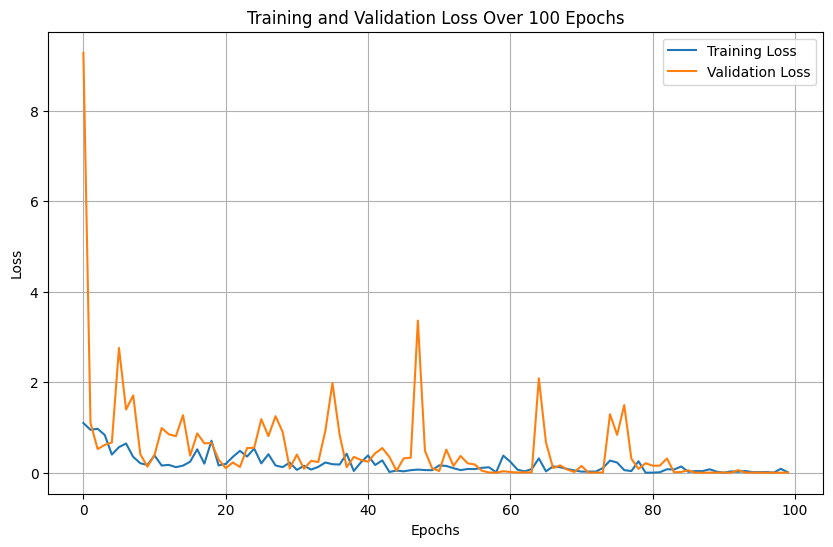 Training and Validation Loss Over 100 Epochs
Training Loss
Validation Loss
8
6
4
2
0
Loss
0 20 40 60 80 100
Epochs